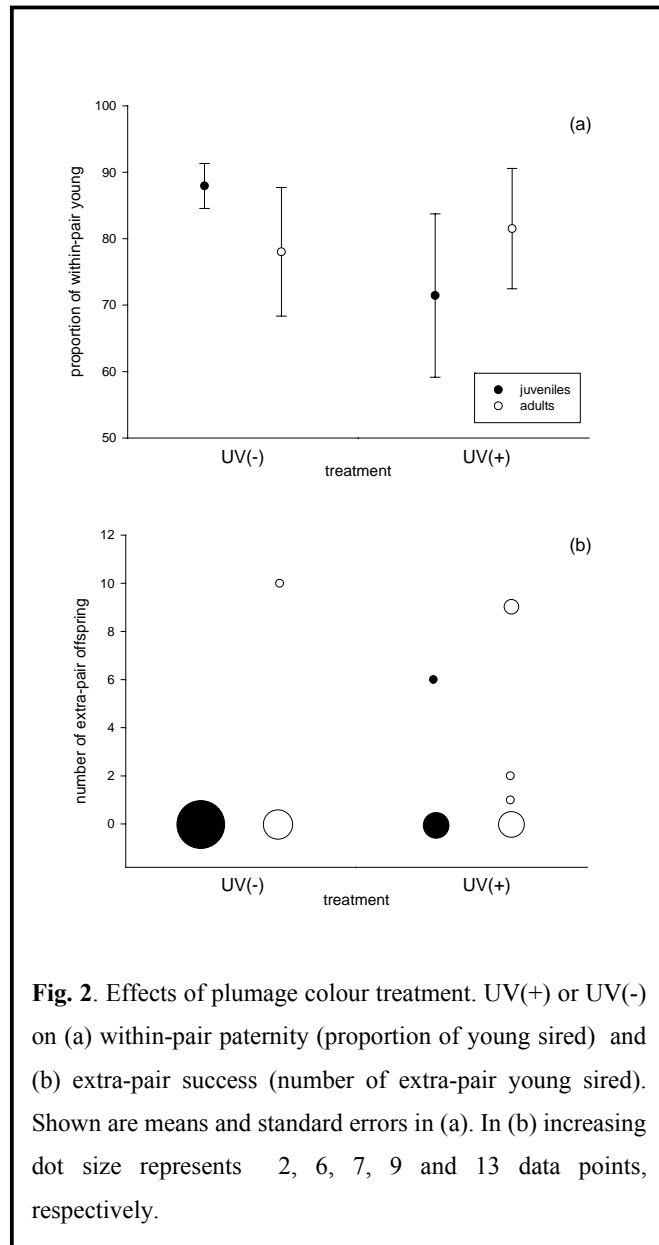 (a)
100
90
80
70
60
50
proportion of within-pair young
juveniles
adults
UV(-) UV(+)
treatment
(b)
12
10
8
6
4
2
0
number of extra-pair offspring
UV(-) UV(+)
treatment
Fig. 2. Effects of plumage colour treatment. UV(+) or UV(-)
on (a) within-pair paternity (proportion of young sired) and
(b) extra-pair success (number of extra-pair young sired).
Shown are means and standard errors in (a). In (b) increasing
dot size represents 2, 6, 7, 9 and 13 data points,
respectively.